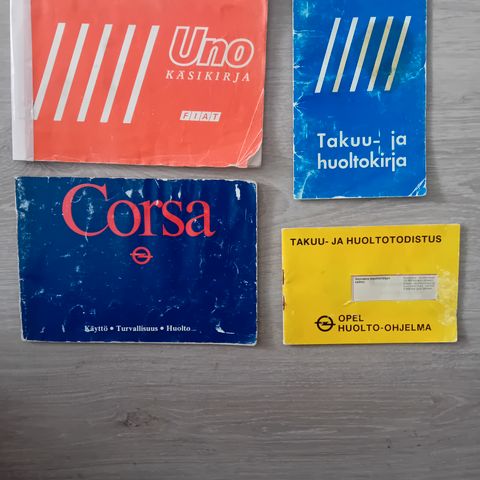 Uno
KÄSIKIRJA
FIAT
Takuu- ja
huoltokirja
Corsa
Käyttö • Turvallisuus • Huolto
TAKUU- JA HUOLTOTODISTUS
OPEL
HUOLTO-OHJELMA